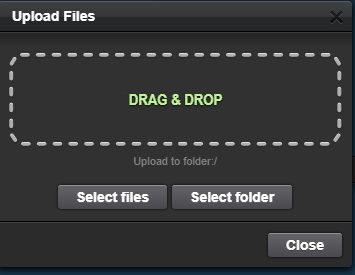 Upload Files
DRAG & DROP
Upload to folder:/
Select files Select folder
Close